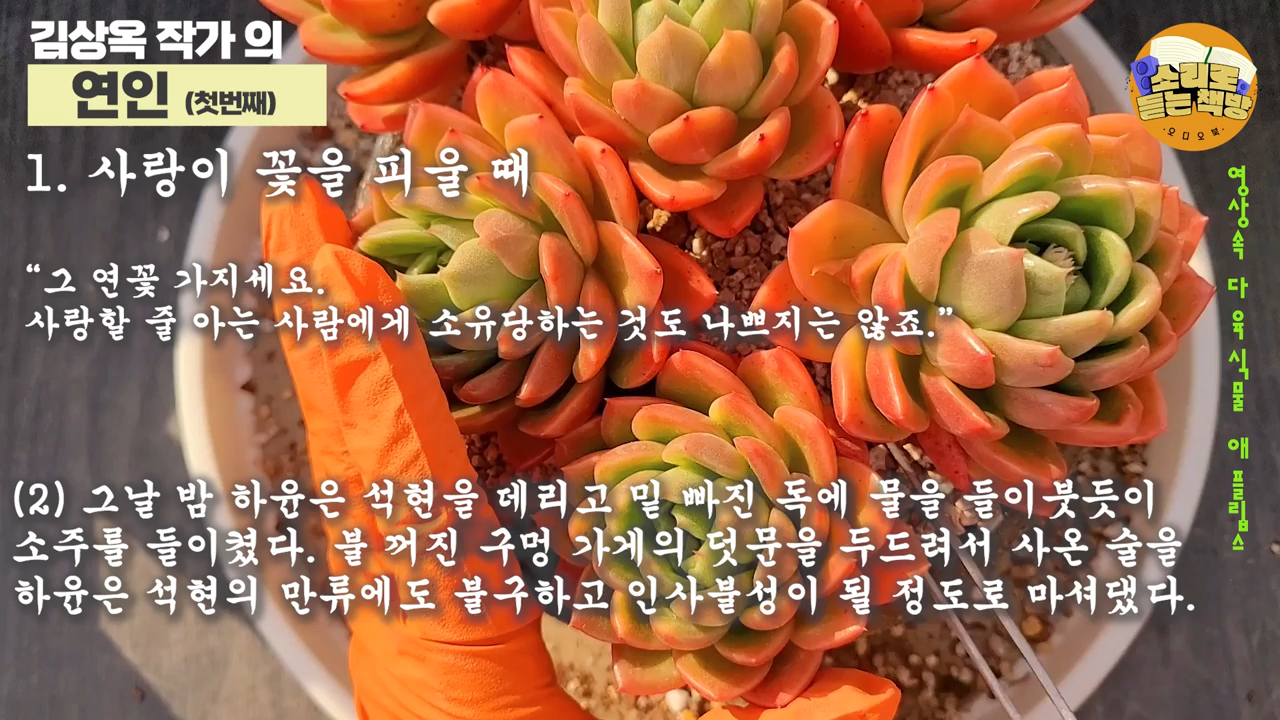 김상옥 작가 의
연인 (첫번째)
소리로
듣는 책방
·오디오북·
1. 사랑이 꽃을 피울 때
“그 연꽃 가지세요.
사랑할 줄 아는 사람에게 소유당하는 것도 나쁘지는 않죠.”
(2) 그날 밤 하윤은 석현을 데리고 밑 빠진 독에 물을 들이붓듯이
소주를 들이켰다. 불 꺼진 구멍 가게의 덧문을 두드려서 사온 술을
하윤은 석현의 만류에도 불구하고 인사불성이 될 정도로 마셔댔다.
영상속 다육식물 애플림스